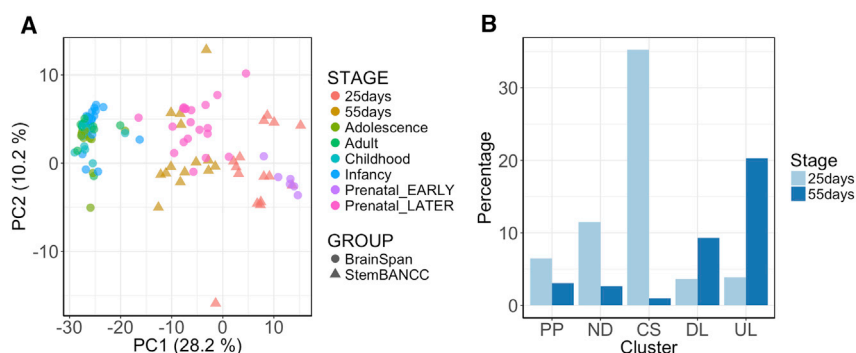 A
PC2 (10.2 %)
10
0
-10
-30
-20
-10
0
10
PC1 (28.2 %)
STAGE
25days
55days
Adolescence
Adult
Childhood
Infancy
Prenatal_EARLY
Prenatal_LATER
GROUP
BrainSpan
StemBANCC
B
Percentage
30
20
10
0
PP ND CS DL UL
Cluster
Stage
25days
55days